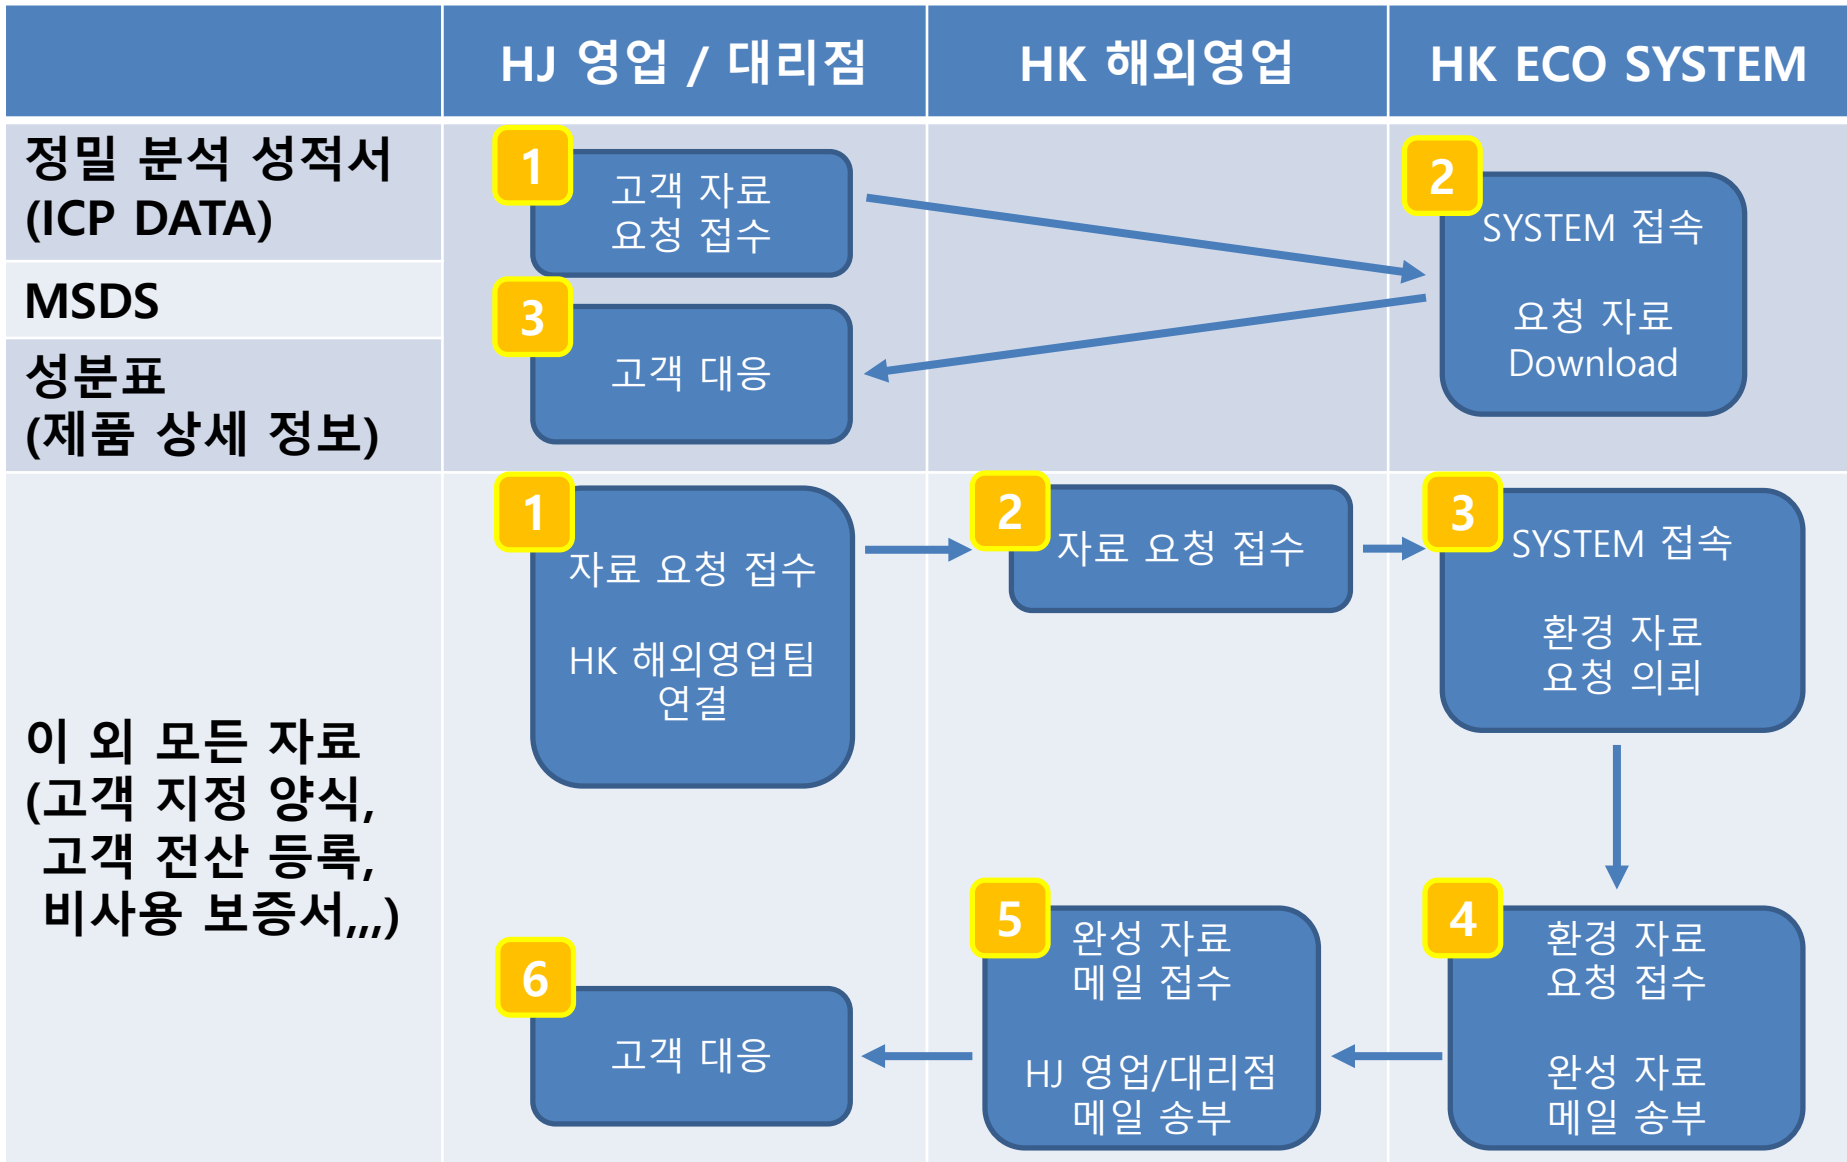 HJ 영업 / 대리점
HK 해외영업
HK ECO SYSTEM
정밀 분석 성적서
(ICP DATA)
MSDS
성분표
(제품 상세 정보)
1
고객 자료
요청 접수
2
SYSTEM 접속
요청 자료
Download
3
고객 대응
이 외 모든 자료
(고객 지정 양식,
고객 전산 등록,
비사용 보증서,,,)
1
자료 요청 접수
HK 해외영업팀
연결
2
자료 요청 접수
3
SYSTEM 접속
환경 자료
요청 의뢰
4
환경 자료
요청 접수
완성 자료
메일 송부
5
완성 자료
메일 접수
HJ 영업/대리점
메일 송부
6
고객 대응